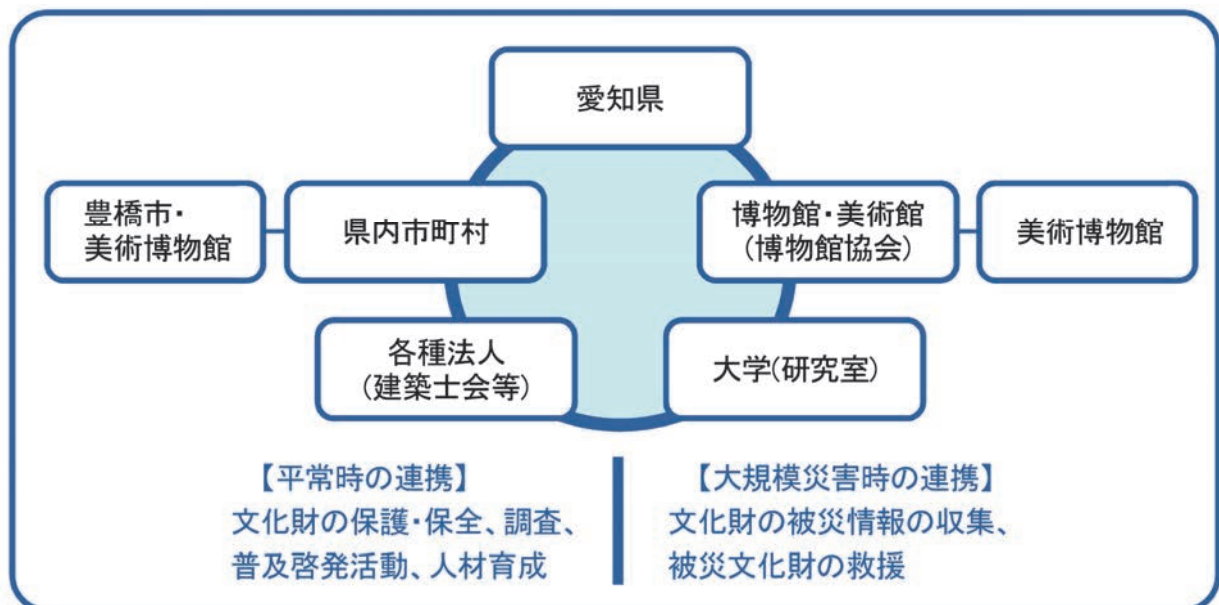 愛知県
豊橋市・
美術博物館
県内市町村
博物館・美術館
(博物館協会)
美術博物館
各種法人
(建築士会等)
大学(研究室)
【平常時の連携】
文化財の保護・保全、調査、
普及啓発活動、人材育成
【大規模災害時の連携】
文化財の被災情報の収集、
被災文化財の救援